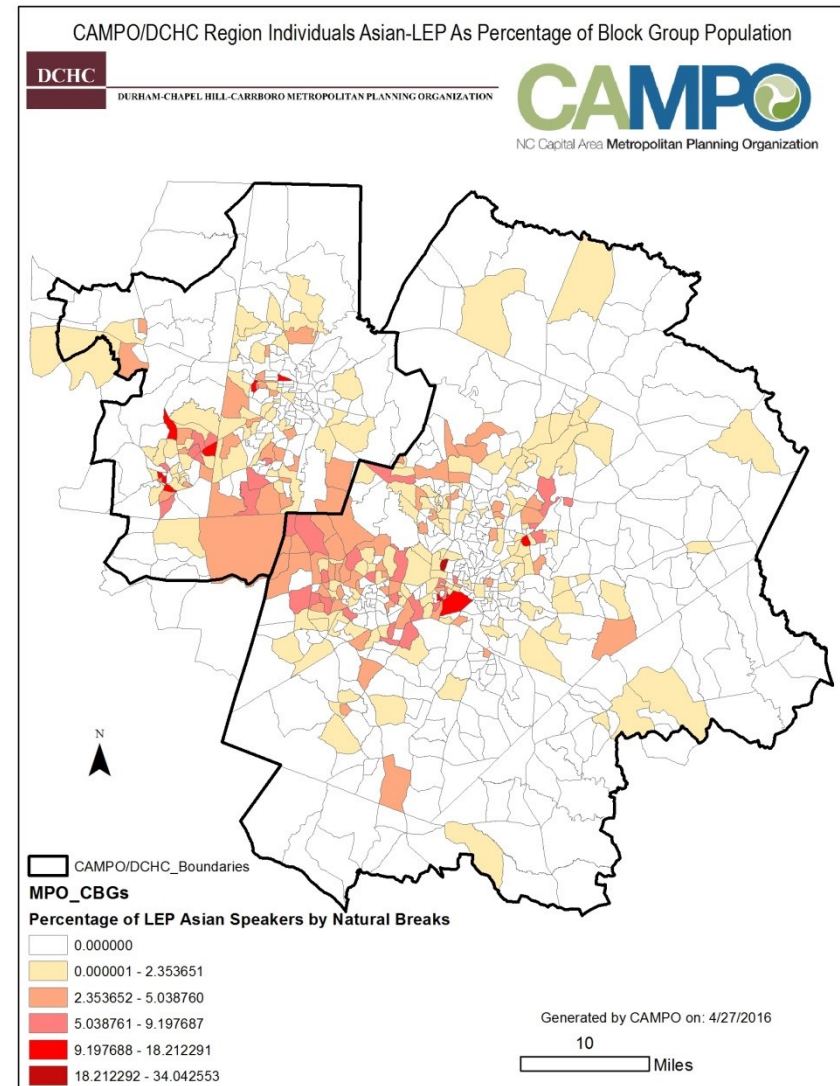 CAMPO/DCHC Region Individuals Asian-LEP As Percentage of Block Group Population
DCHC
DURHAM-CHAPEL HILL-CARRBORO METROPOLITAN PLANNING ORGANIZATION
CAMPO
NC Capital Area Metropolitan Planning Organization
N
CAMPO/DCHC_Boundaries
MPO_CBGs
Percentage of LEP Asian Speakers by Natural Breaks
0.000000
0.000001 - 2.353651
2.353652 - 5.038760
5.038761 - 9.197687
9.197688 - 18.212291
18.212292 - 34.042553
Generated by CAMPO on: 4/27/2016
10
Miles